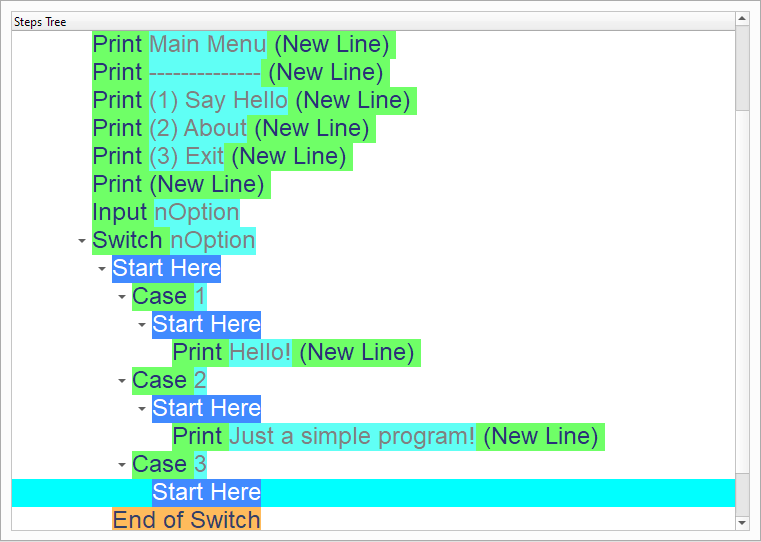 Steps Tree
Print Main Menu (New Line)
Print -------------- (New Line)
Print (1) Say Hello (New Line)
Print (2) About (New Line)
Print (3) Exit (New Line)
Print (New Line)
Input nOption
Switch nOption
Start Here
Case 1
Start Here
Print Hello! (New Line)
Case 2
Start Here
Print Just a simple program! (New Line)
Case 3
Start Here
End of Switch